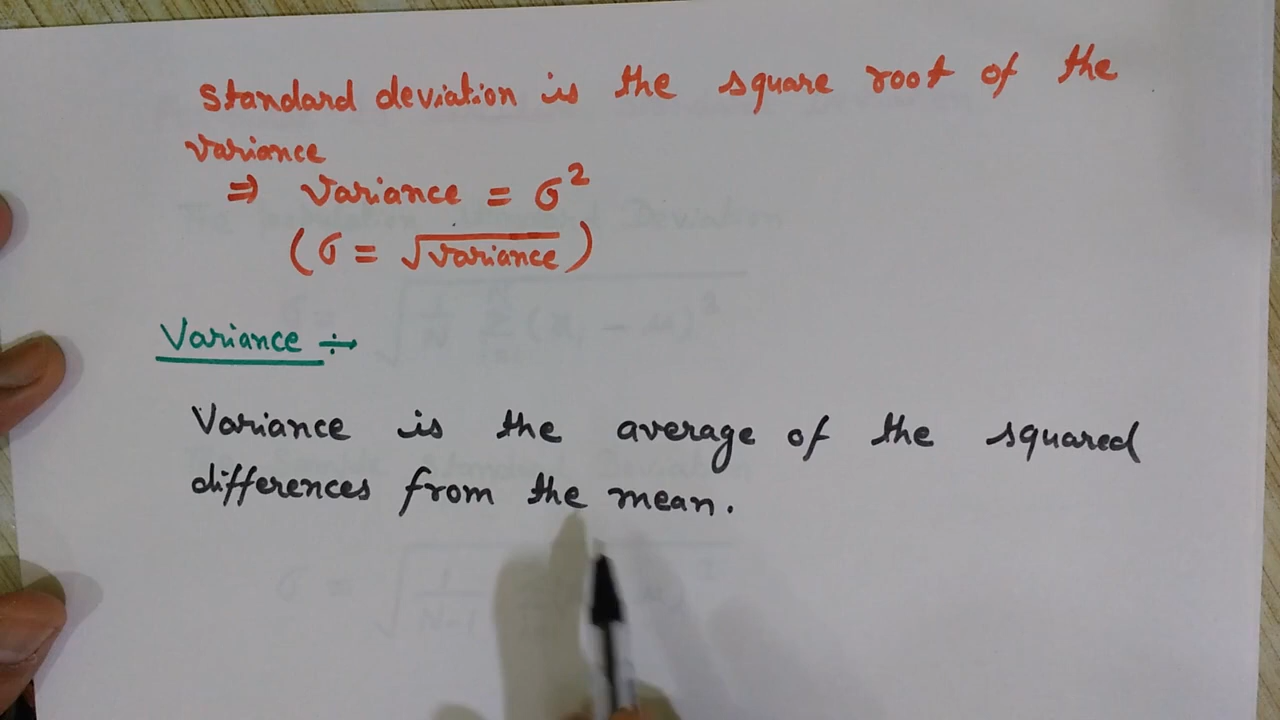 standard deviation is the square root of the
variance
⇒ variance = σ²
(σ = √variance)
Variance ÷→
Variance is the average of the squared
differences from the mean.